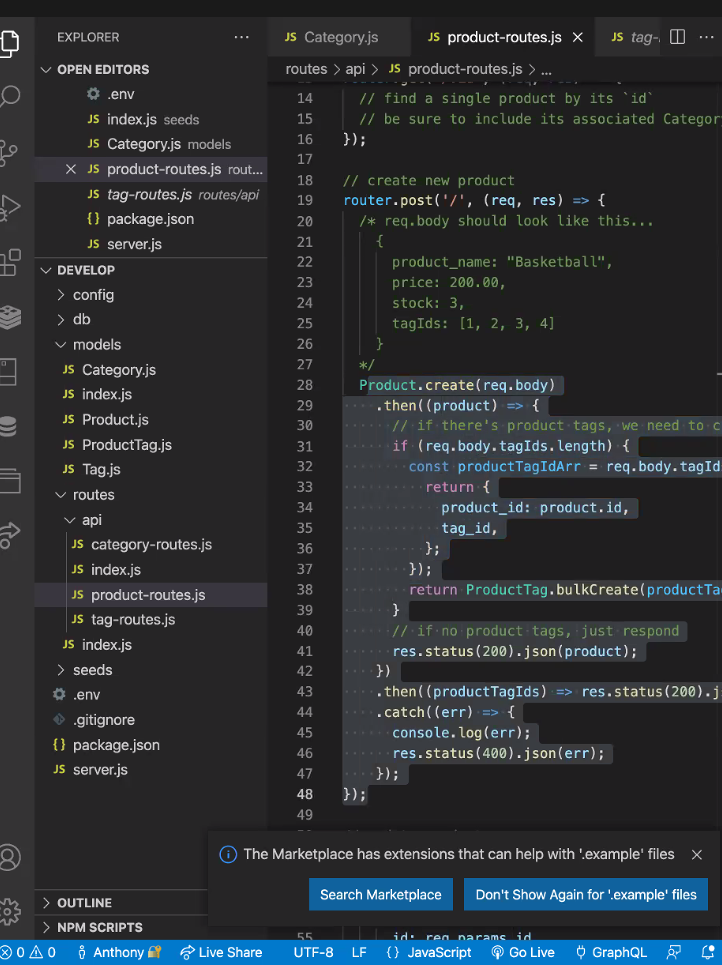 EXPLORER
...
OPEN EDITORS
.env
JS index.js seeds
JS Category.js models
JS product-routes.js rout...
JS tag-routes.js routes/api
{} package.json
JS server.js
DEVELOP
config
db
models
JS Category.js
JS index.js
JS Product.js
JS ProductTag.js
JS Tag.js
routes
api
JS category-routes.js
JS index.js
JS product-routes.js
JS tag-routes.js
JS index.js
seeds
.env
.gitignore
{} package.json
JS server.js
OUTLINE
NPM SCRIPTS
JS Category.js
JS product-routes.js
JS tag-
...
routes > api > JS product-routes.js > ...
14 // find a single product by its `id`
15 // be sure to include its associated Categor
16 });
17
18 // create new product
19 router.post('/', (req, res) => {
20 /* req.body should look like this...
21 {
22 product_name: "Basketball",
23 price: 200.00,
24 stock: 3,
25 tagIds: [1, 2, 3, 4]
26 }
27 */
28 Product.create(req.body)
29 .then((product) => {
30 // if there's product tags, we need to c
31 if (req.body.tagIds.length) {
32 const productTagIdArr = req.body.tagId
33 return {
34 product_id: product.id,
35 tag_id,
36 };
37 });
38 return ProductTag.bulkCreate(productTa
39 }
40 // if no product tags, just respond
41 res.status(200).json(product);
42 })
43 .then((productTagIds) => res.status(200).j
44 .catch((err) => {
45 console.log(err);
46 res.status(400).json(err);
47 });
48 });
49
The Marketplace has extensions that can help with '.example' files
Search Marketplace
Don't Show Again for '.example' files
55 id: req.params.id
0 0 Anthony Live Share UTF-8 LF {} JavaScript Go Live GraphQL